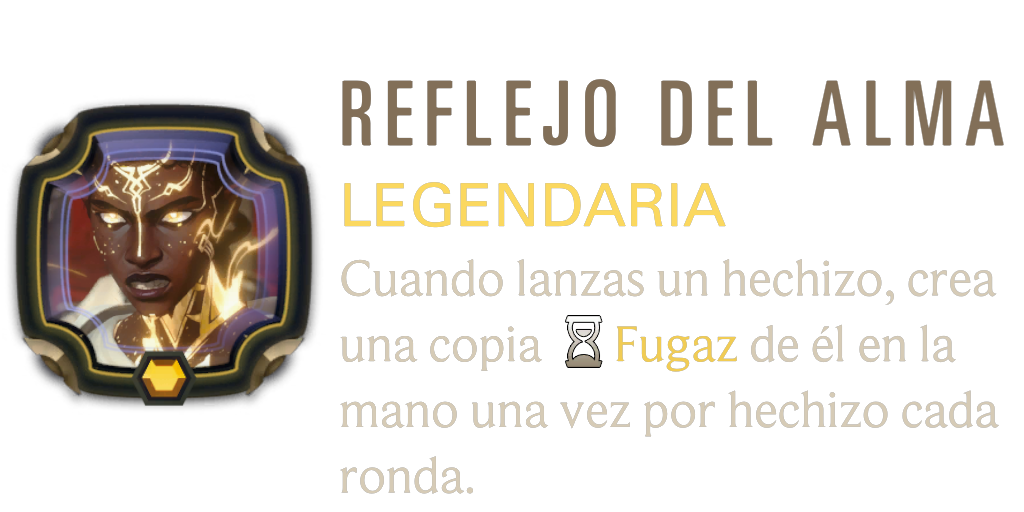 REFLEJO DEL ALMA
LEGENDARIA
Cuando lanzas un hechizo, crea
una copia Fugaz de él en la
mano una vez por hechizo cada
ronda.